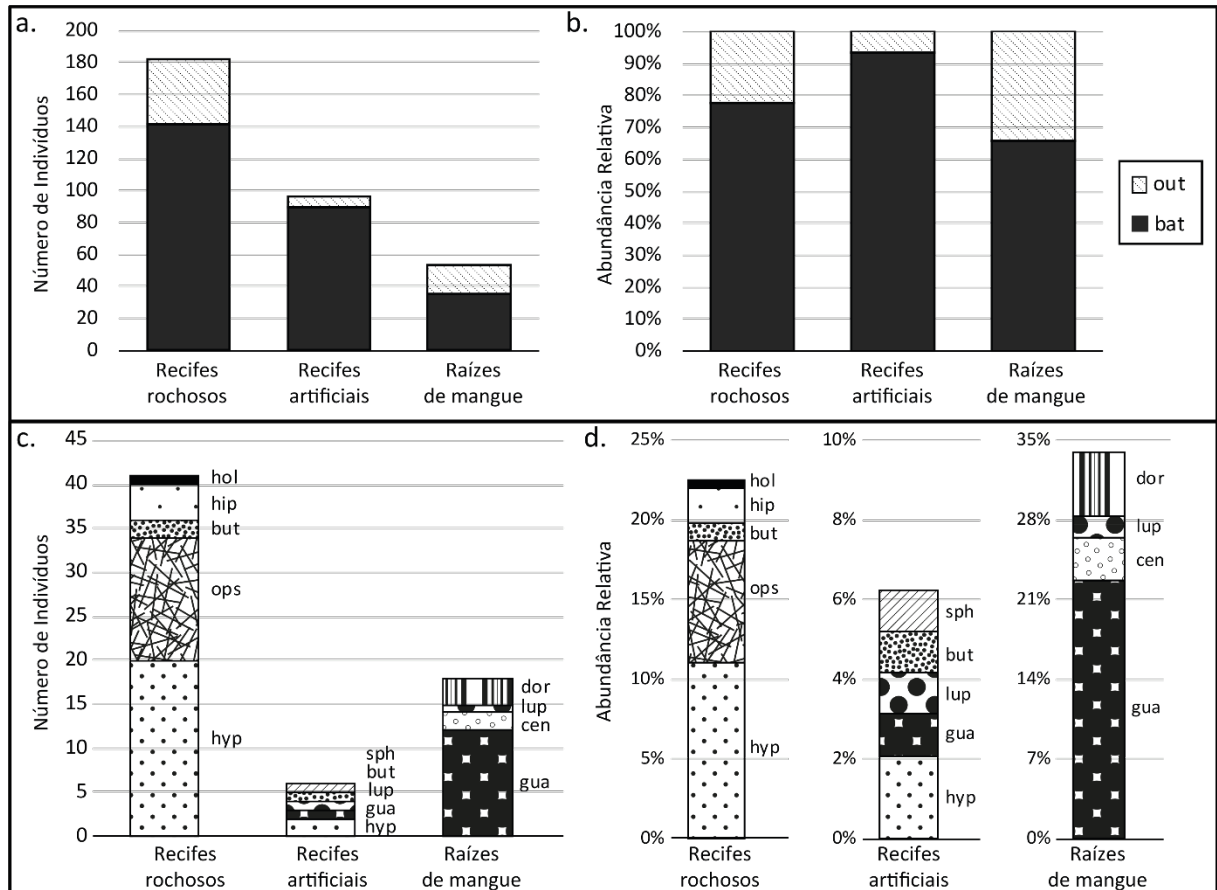 a.
Número de Indivíduos
200
180
160
140
120
100
80
60
40
20
0
Recifes rochosos
Recifes artificiais
Raízes de mangue
b.
Abundância Relativa
100%
90%
80%
70%
60%
50%
40%
30%
20%
10%
0%
Recifes rochosos
Recifes artificiais
Raízes de mangue
out
bat
c.
Número de Indivíduos
45
40
35
30
25
20
15
10
5
0
hol
hip
but
ops
hyp
sph
but
lup
gua
hyp
dor
lup
cen
gua
Recifes rochosos
Recifes artificiais
Raízes de mangue
d.
Abundância Relativa
25%
20%
15%
10%
5%
0%
hol
hip
but
ops
hyp
10%
8%
6%
4%
2%
0%
sph
but
lup
gua
hyp
35%
28%
21%
14%
7%
0%
dor
lup
cen
gua
Recifes rochosos
Recifes artificiais
Raízes de mangue